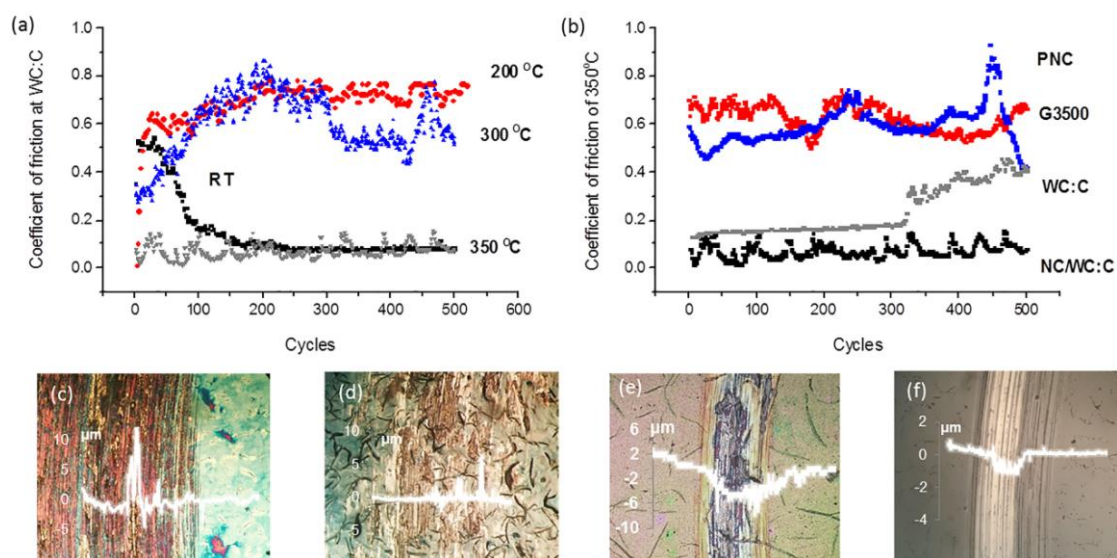 (a)
Coefficient of friction at WC:C
1.0
0.8
0.6
0.4
0.2
0.0
200 °C
300 °C
RT
350 °C
0 100 200 300 400 500 600
Cycles
(b)
Coefficient of friction of 350°C
1.0
0.8
0.6
0.4
0.2
0.0
PNC
G3500
WC:C
NC/WC:C
0 100 200 300 400 500
Cycles
(c)
µm
10
5
0
5
(d)
µm
10
5
0
5
(e)
6
µm
2
-2
-6
-10
(f)
µm
2
0
-2
-4